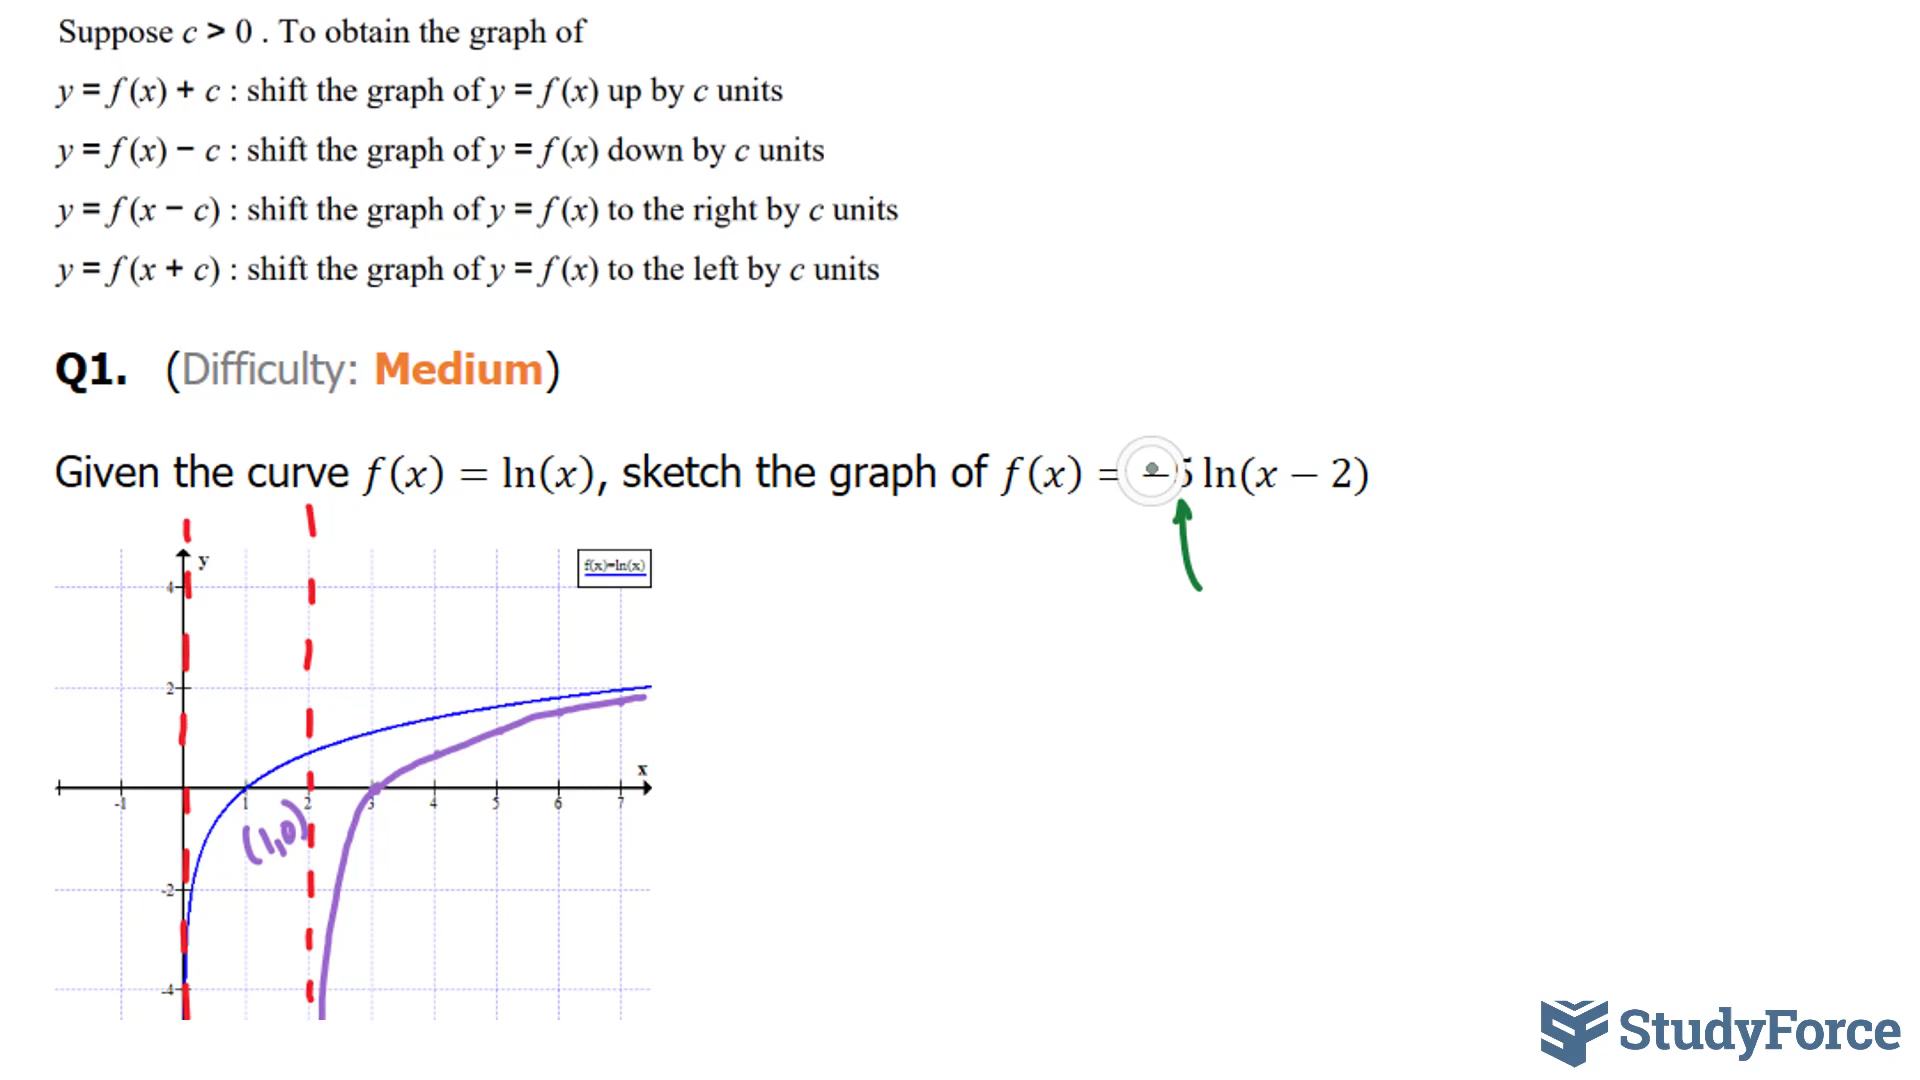 Suppose c > 0 . To obtain the graph of
y = f (x) + c : shift the graph of y = f (x) up by c units
y = f (x) − c : shift the graph of y = f (x) down by c units
y = f (x − c) : shift the graph of y = f (x) to the right by c units
y = f (x + c) : shift the graph of y = f (x) to the left by c units
Q1. (Difficulty: Medium)
Given the curve f(x) = ln(x), sketch the graph of f(x) = −5 ln(x − 2)
y
f(x)=ln(x)
4
2
x
-1 1 2 3 4 5 6 7
(1,0)
-2
-4
StudyForce